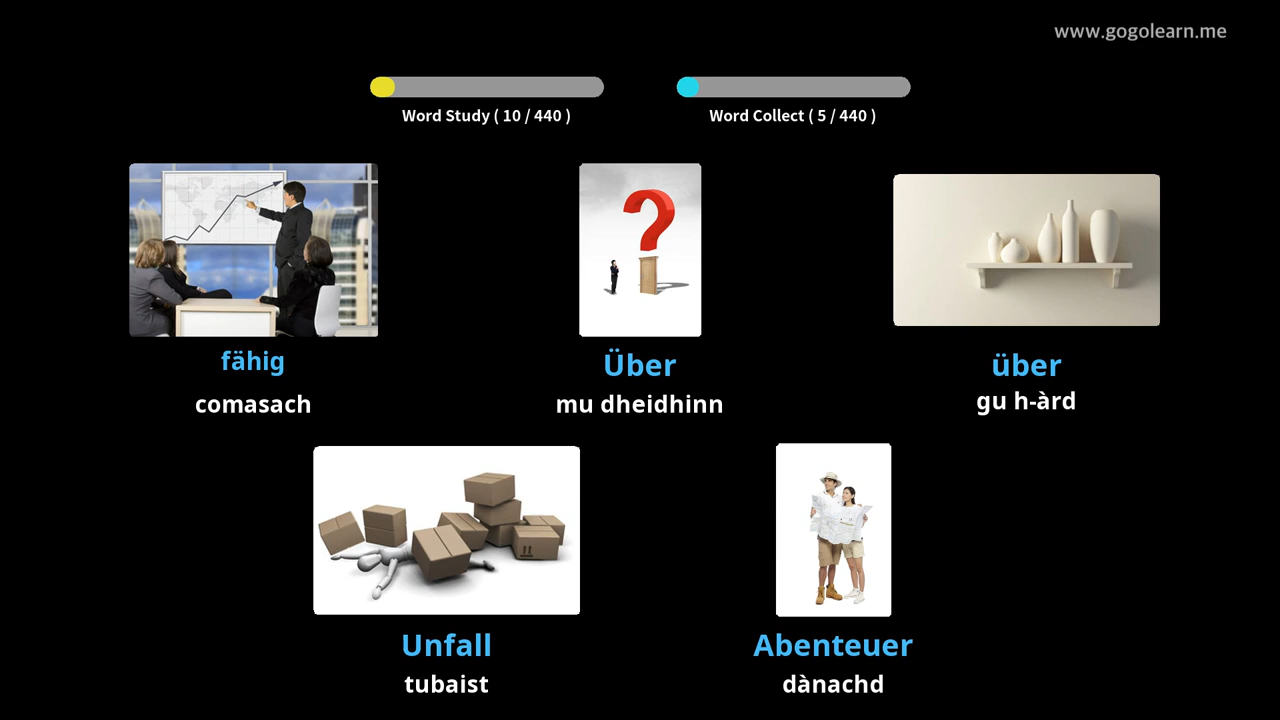 www.gogolearn.me
Word Study ( 10 / 440 )
Word Collect ( 5 / 440 )
fähig
comasach
Über
mu dheidhinn
über
gu h-àrd
Unfall
tubaist
Abenteuer
dànachd